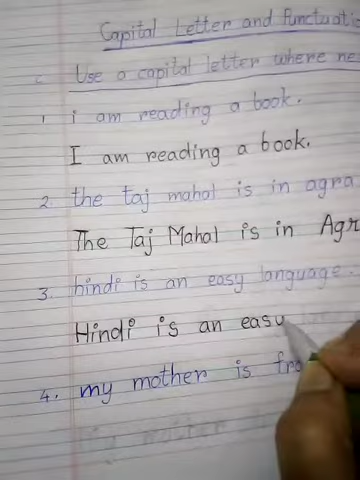 Capital Letter and Punctuatio
C Use a capital letter where ne
1. i am reading a book.
I am reading a book.
2. the taj mahal is in agra
The Taj Mahal is in Agr
3. hindi is an easy language.
Hindi is an easy
4. my mother is fro